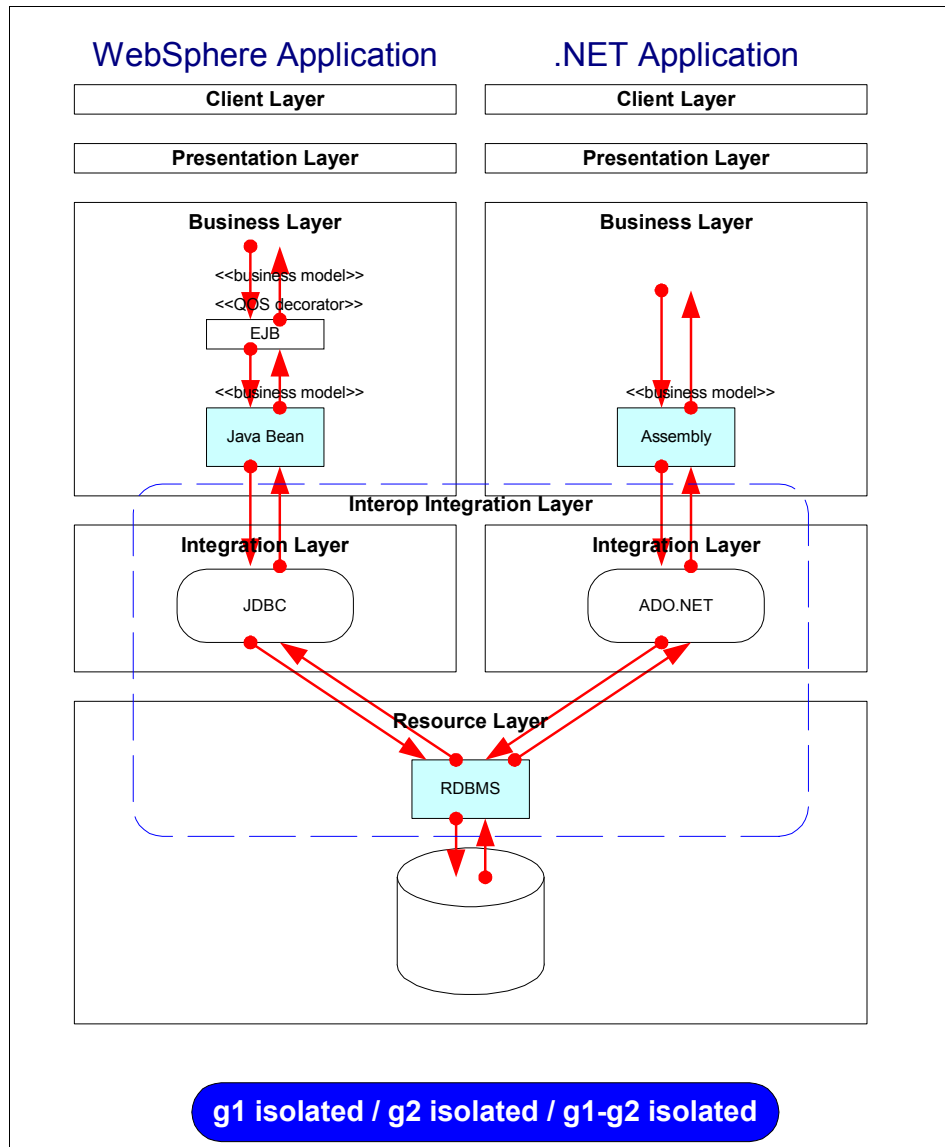 WebSphere Application
.NET Application
Client Layer
Client Layer
Presentation Layer
Presentation Layer
Business Layer
<<business model>>
<<QOS decorator>>
EJB
<<business model>>
Java Bean
Business Layer
<<business model>>
Assembly
Interop Integration Layer
Integration Layer
JDBC
Integration Layer
ADO.NET
Resource Layer
RDBMS
g1 isolated / g2 isolated / g1-g2 isolated